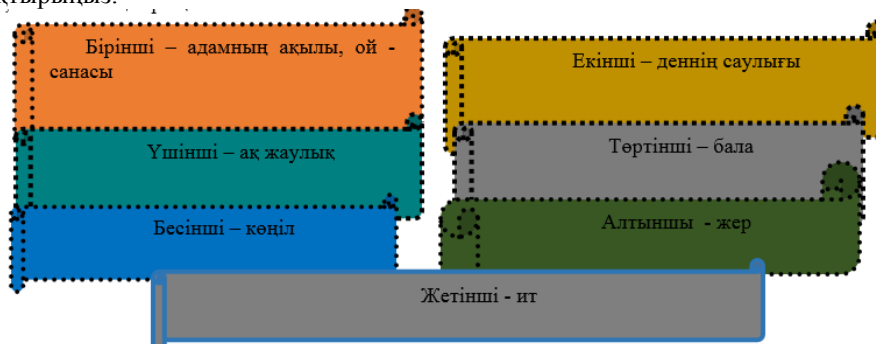 Бірінші – адамның ақылы, ой -
санасы
Екінші – деннің саулығы
Үшінші – ақ жаулық
Төртінші – бала
Бесінші – көңіл
Алтыншы - жер
Жетінші - ит